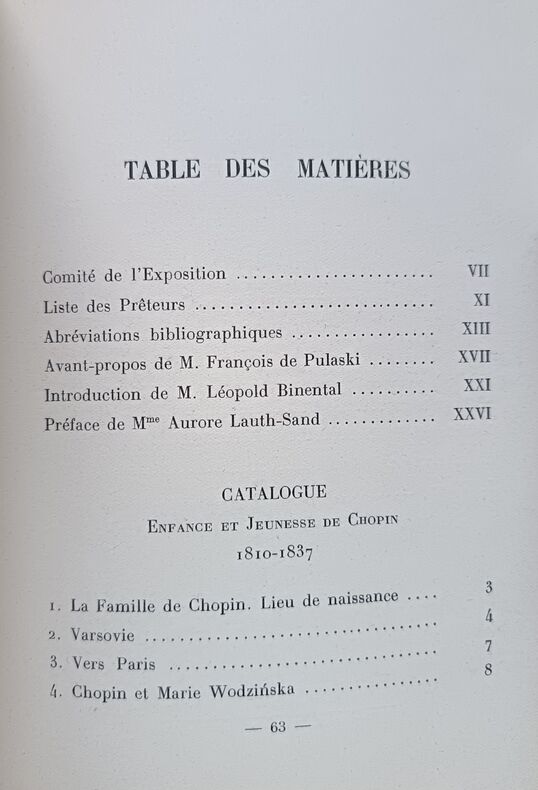 TABLE DES MATIÈRES
Comité de l'Exposition ........................ VII
Liste des Prêteurs ............................. XI
Abréviations bibliographiques ................. XIII
Avant-propos de M. François de Pulaski ........ XVII
Introduction de M. Léopold Binental .......... XXI
Préface de Mme Aurore Lauth-Sand ............. XXVI
CATALOGUE
ENFANCE ET JEUNESSE DE CHOPIN
1810-1837
1. La Famille de Chopin. Lieu de naissance .... 3
2. Varsovie ................................... 4
3. Vers Paris ................................. 7
4. Chopin et Marie Wodzińska ................. 8
— 63 —